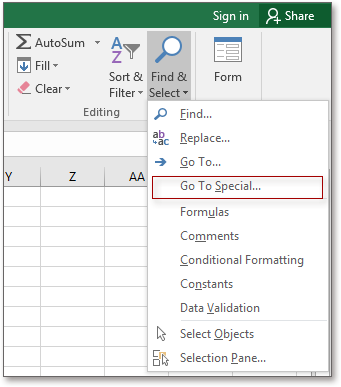 Sign in Share
AutoSum
Fill
Clear
Sort &
Filter
Find &
Select
Form
Editing
Y Z AA
Find...
Replace...
Go To...
Go To Special...
Formulas
Comments
Conditional Formatting
Constants
Data Validation
Select Objects
Selection Pane...